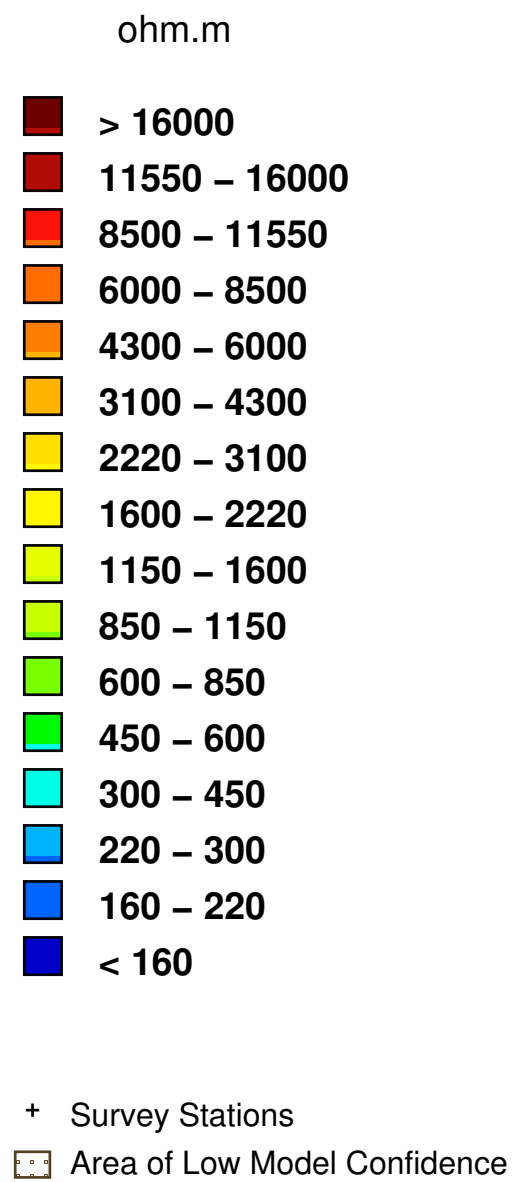 ohm.m
> 16000
11550 – 16000
8500 – 11550
6000 – 8500
4300 – 6000
3100 – 4300
2220 – 3100
1600 – 2220
1150 – 1600
850 – 1150
600 – 850
450 – 600
300 – 450
220 – 300
160 – 220
< 160
Survey Stations
Area of Low Model Confidence